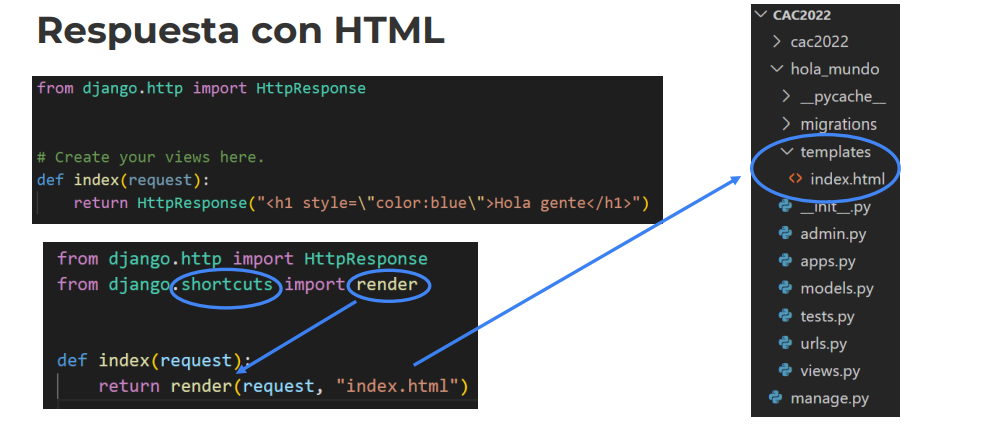 Respuesta con HTML
from django.http import HttpResponse
# Create your views here.
def index(request):
    return HttpResponse("<h1 style=\"color:blue\">Hola gente</h1>")
from django.http import HttpResponse
from django.shortcuts import render
def index(request):
    return render(request, "index.html")
CAC2022
cac2022
hola_mundo
__pycache__
migrations
templates
<> index.html
__init__.py
admin.py
apps.py
models.py
tests.py
urls.py
views.py
manage.py